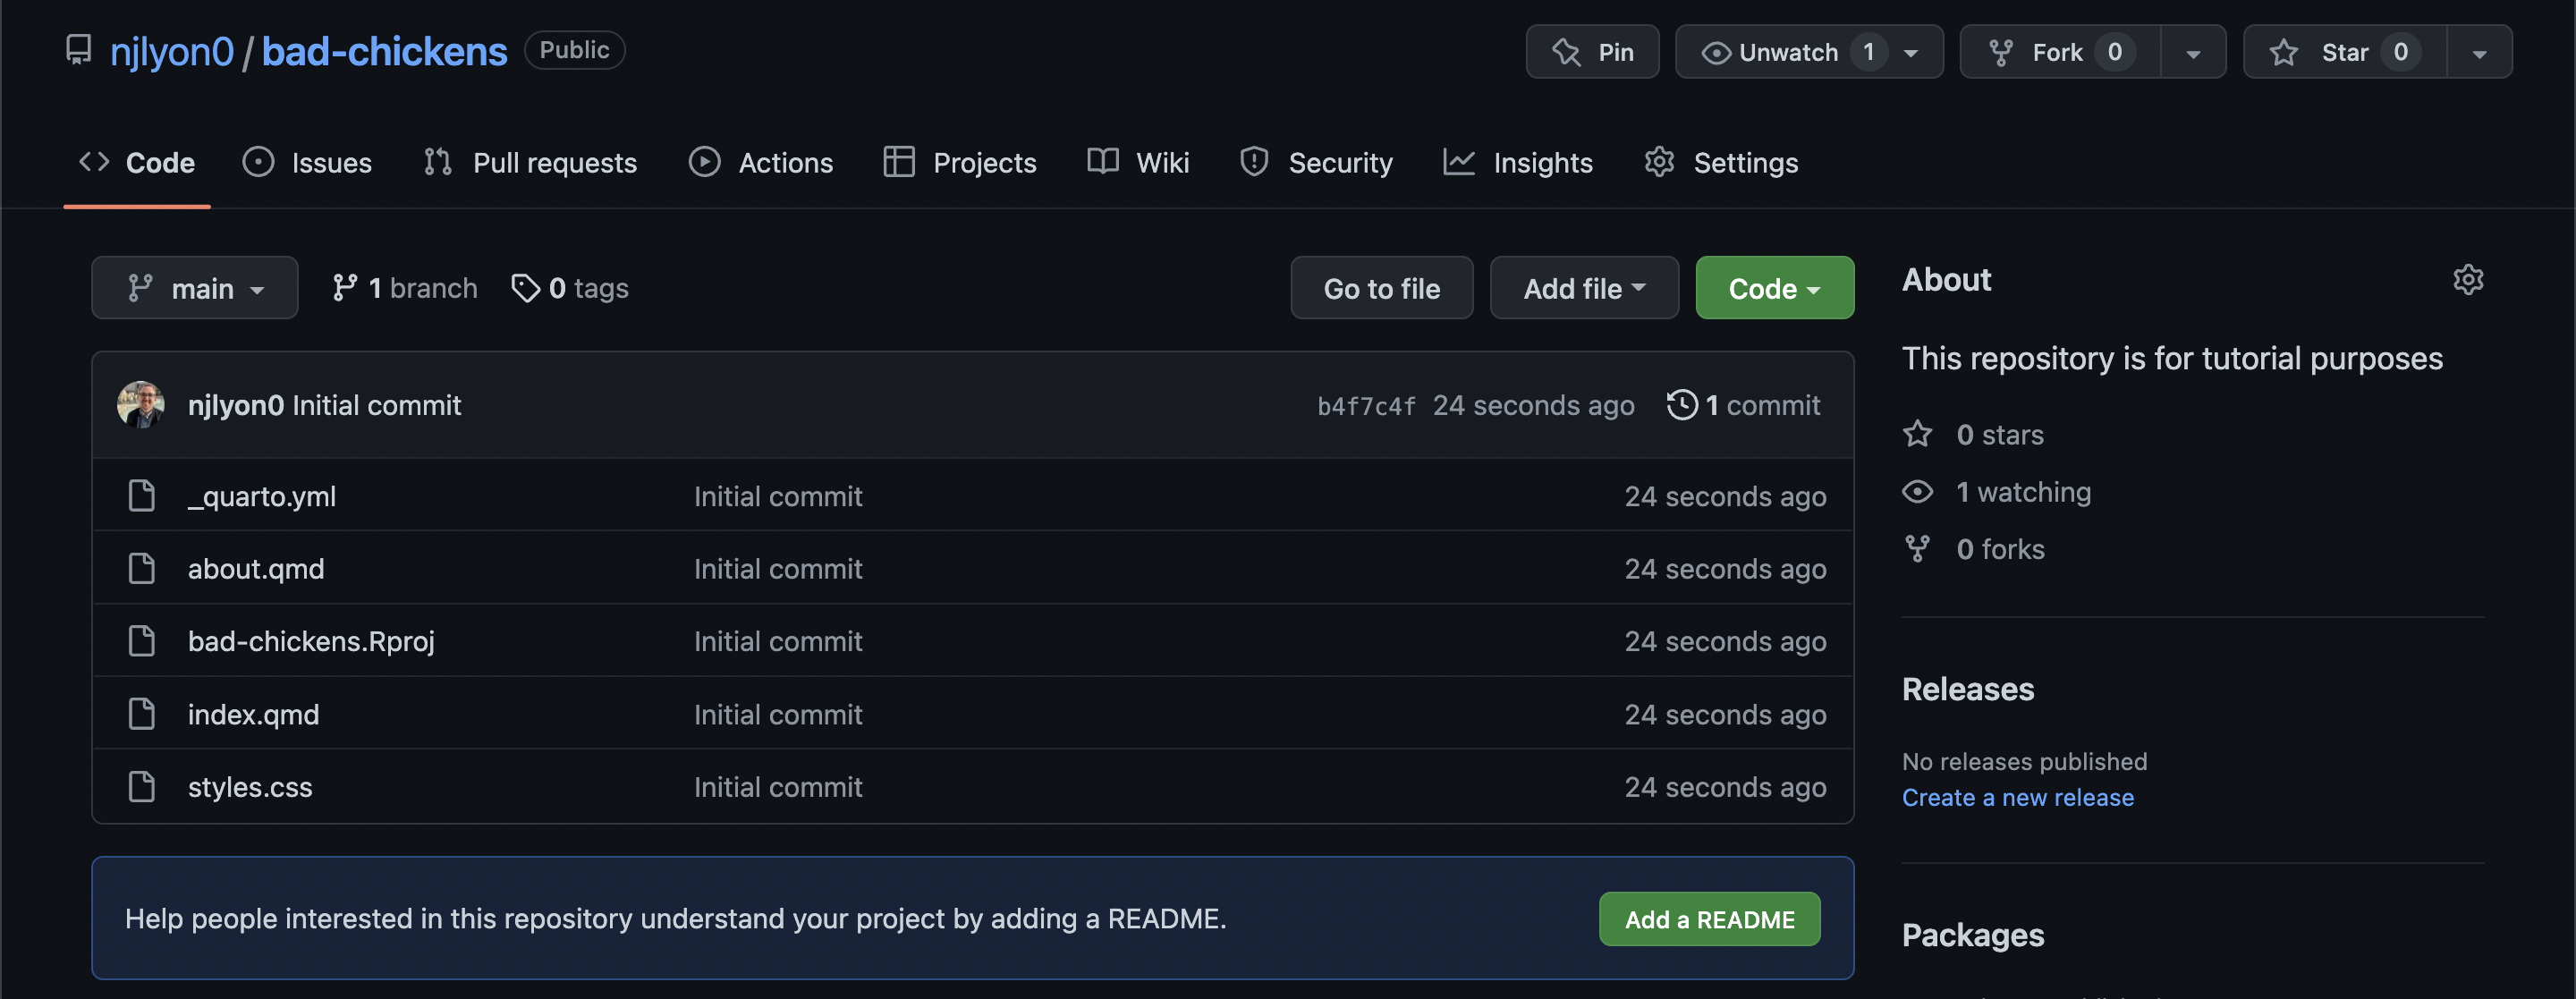 njlyon0 / bad-chickens Public
Pin Unwatch 1 Fork 0 Star 0
Code Issues Pull requests Actions Projects Wiki Security Insights Settings
main 1 branch 0 tags Go to file Add file Code
njlyon0 Initial commit b4f7c4f 24 seconds ago 1 commit
_quarto.yml Initial commit 24 seconds ago
about.qmd Initial commit 24 seconds ago
bad-chickens.Rproj Initial commit 24 seconds ago
index.qmd Initial commit 24 seconds ago
styles.css Initial commit 24 seconds ago
Help people interested in this repository understand your project by adding a README. Add a README
About
This repository is for tutorial purposes
0 stars
1 watching
0 forks
Releases
No releases published
Create a new release
Packages